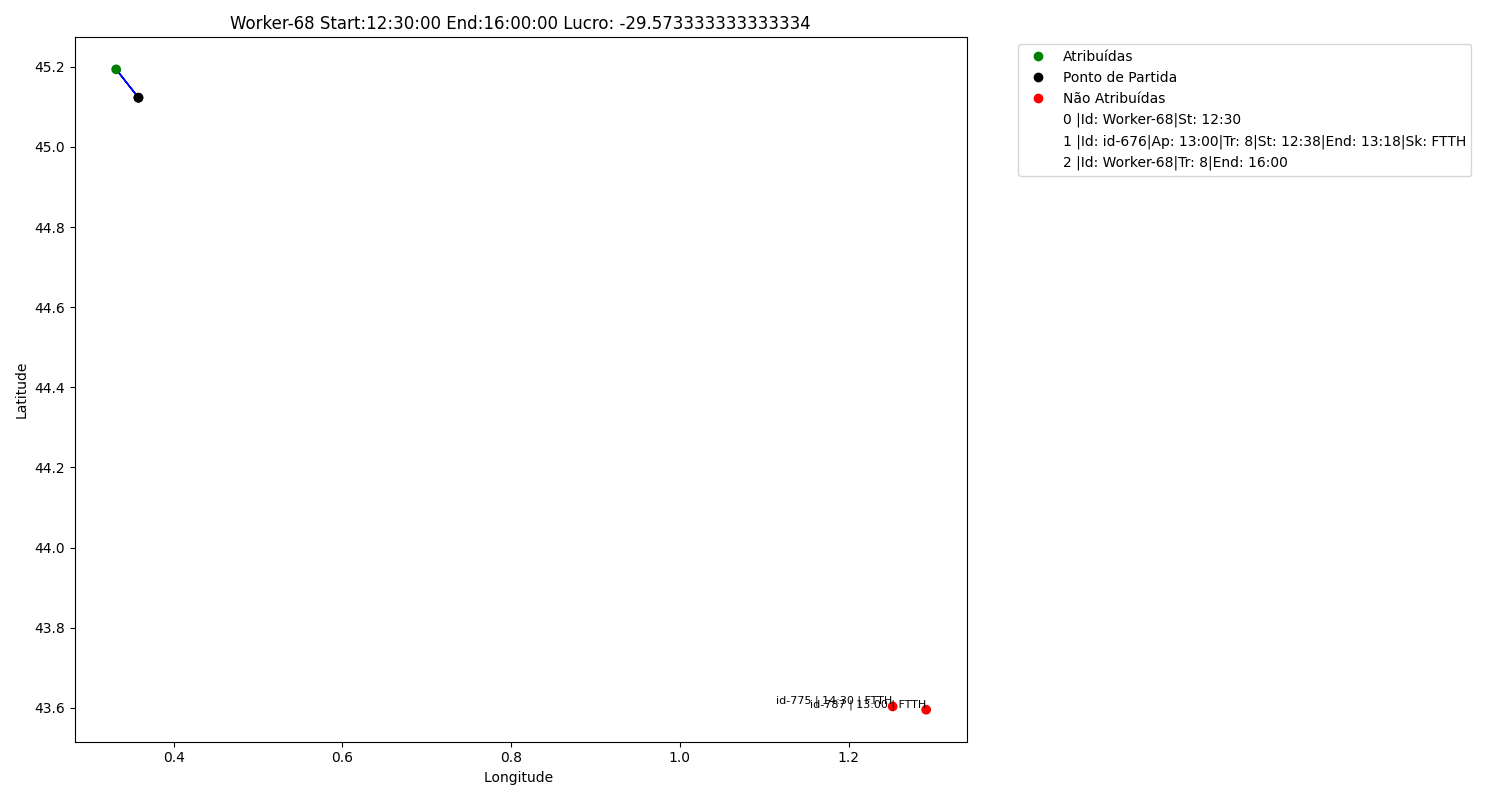 Worker-68 Start:12:30:00 End:16:00:00 Lucro: -29.573333333333334
Atribuídas
Ponto de Partida
Não Atribuídas
0 |Id: Worker-68|St: 12:30
1 |Id: id-676|Ap: 13:00|Tr: 8|St: 12:38|End: 13:18|Sk: FTTH
2 |Id: Worker-68|Tr: 8|End: 16:00
Latitude
45.2
45.0
44.8
44.6
44.4
44.2
44.0
43.8
43.6
id-775 | 14:30 | FTTH
id-787 | 13:00 | FTTH
0.4
0.6
0.8
1.0
1.2
Longitude